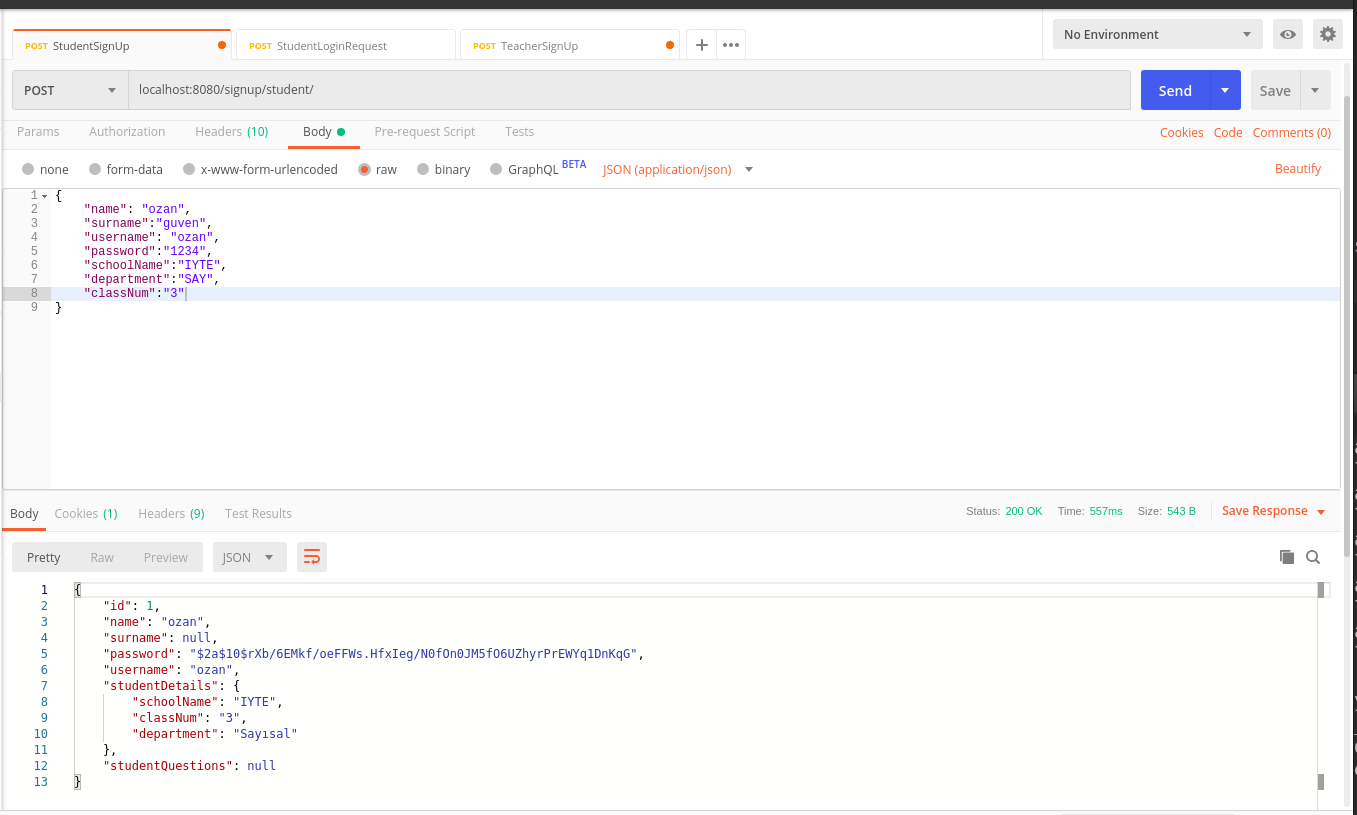 POST StudentSignUp POST StudentLoginRequest POST TeacherSignUp No Environment
POST localhost:8080/signup/student/ Send Save
Params Authorization Headers (10) Body Pre-request Script Tests Cookies Code Comments (0)
none form-data x-www-form-urlencoded raw binary GraphQL BETA JSON (application/json) Beautify
1 {
2 "name": "ozan",
3 "surname":"guven",
4 "username": "ozan",
5 "password":"1234",
6 "schoolName":"IYTE",
7 "department":"SAY",
8 "classNum":"3"
9 }
Body Cookies (1) Headers (9) Test Results Status: 200 OK Time: 557ms Size: 543 B Save Response
Pretty Raw Preview JSON
1 {
2 "id": 1,
3 "name": "ozan",
4 "surname": null,
5 "password": "$2a$10$rXb/6EMkf/oeFFWs.HfxIeg/N0fOn0JM5fO6UZhyrPrEWYq1DnKqG",
6 "username": "ozan",
7 "studentDetails": {
8 "schoolName": "IYTE",
9 "classNum": "3",
10 "department": "Sayısal"
11 },
12 "studentQuestions": null
13 }